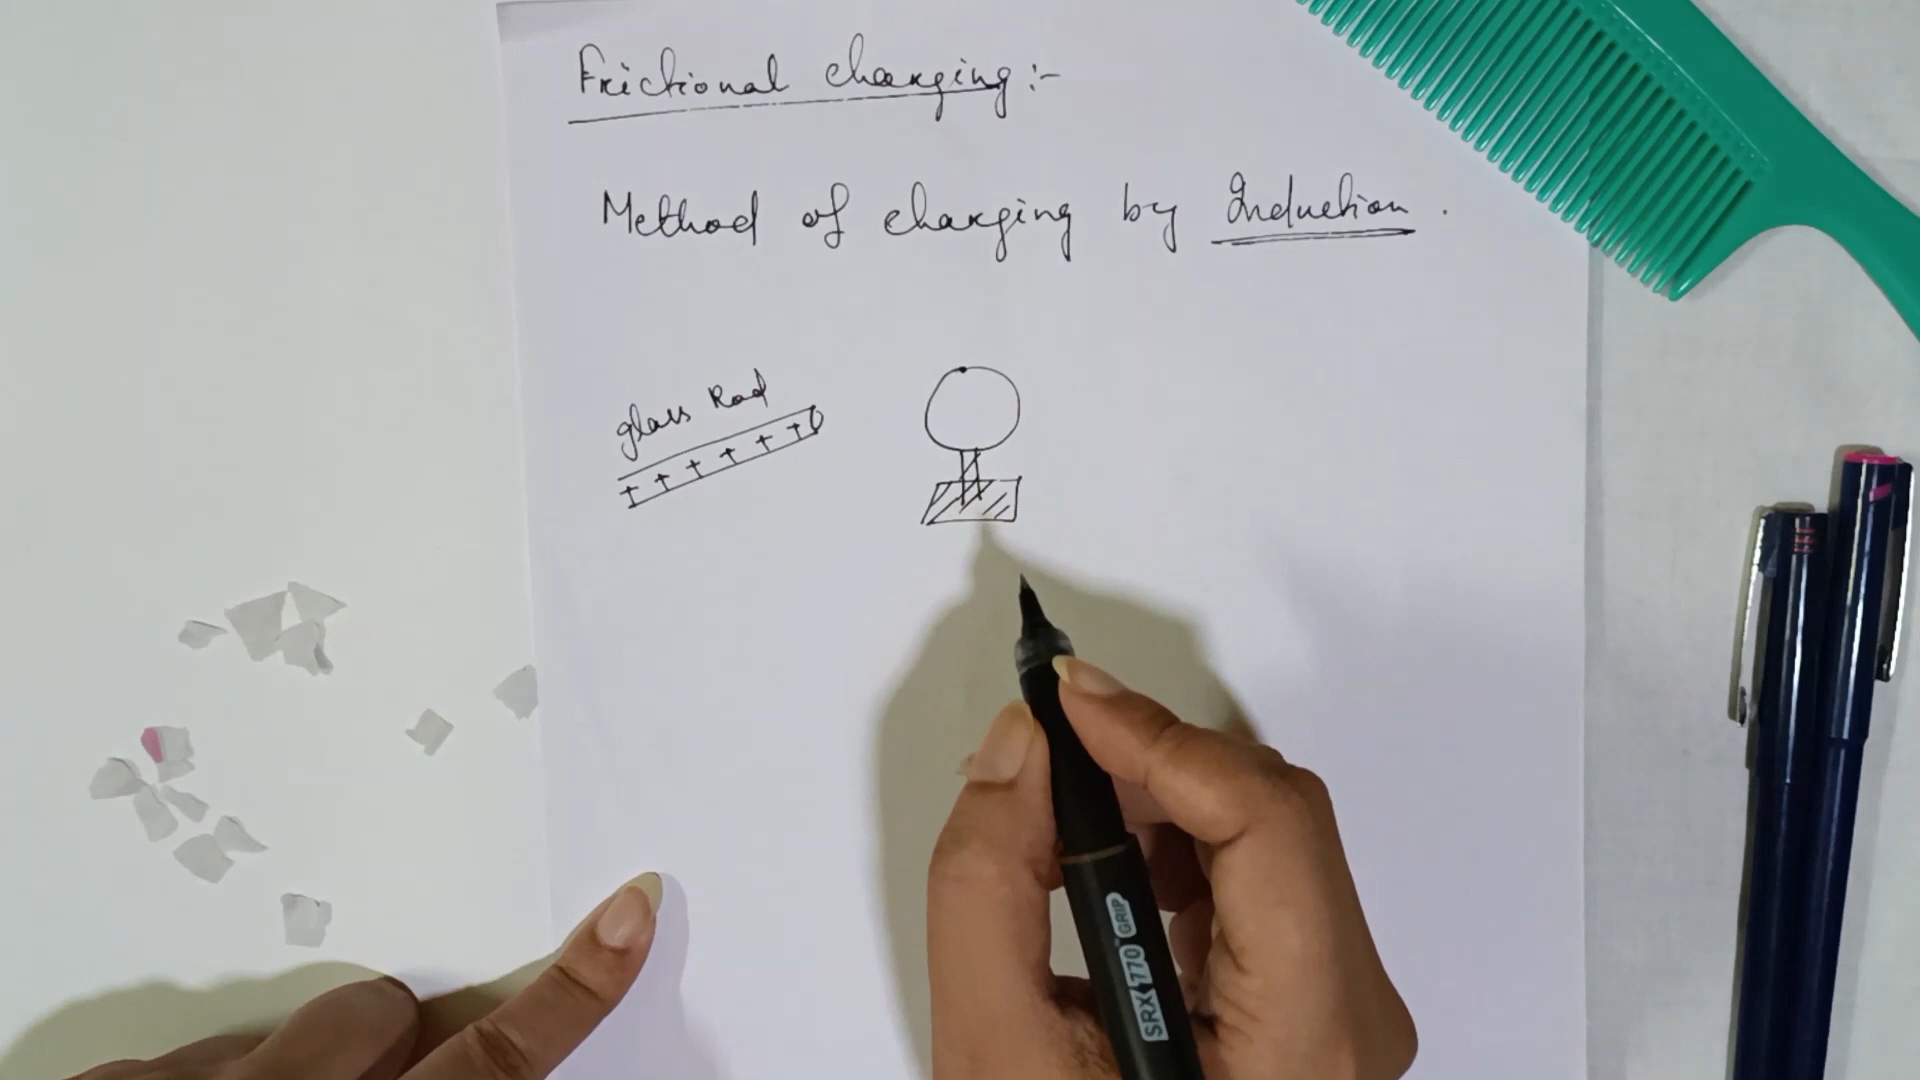 Frictional charging :-
Method of charging by Induction .
glass Rod
+ + + + + +
SRX 770 GRIP